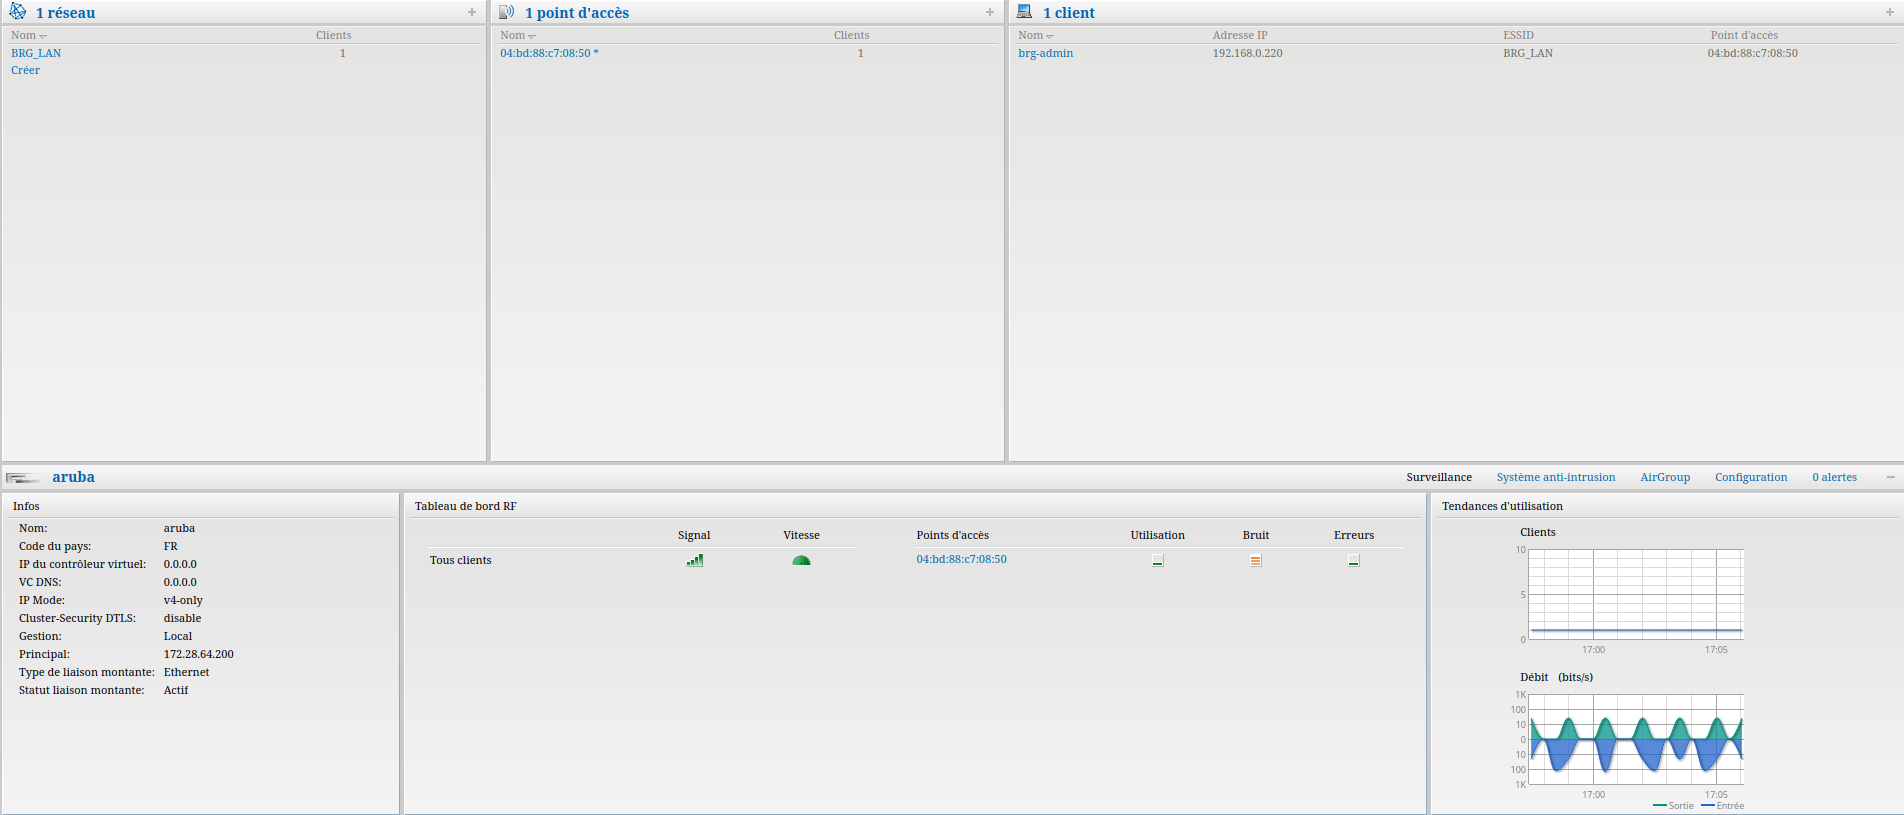 1 réseau
Nom Clients
BRG_LAN 1
Créer
1 point d'accès
Nom Clients
04:bd:88:c7:08:50 * 1
1 client
Nom Adresse IP ESSID Point d'accès
brg-admin 192.168.0.220 BRG_LAN 04:bd:88:c7:08:50
aruba
Surveillance Système anti-intrusion AirGroup Configuration 0 alertes
Infos
Nom: aruba
Code du pays: FR
IP du contrôleur virtuel: 0.0.0.0
VC DNS: 0.0.0.0
IP Mode: v4-only
Cluster-Security DTLS: disable
Gestion: Local
Principal: 172.28.64.200
Type de liaison montante: Ethernet
Statut liaison montante: Actif
Tableau de bord RF
Signal Vitesse Points d'accès Utilisation Bruit Erreurs
Tous clients 04:bd:88:c7:08:50
Tendances d'utilisation
Clients
10
5
0
17:00 17:05
Débit (bits/s)
1K
100
10
0
10
100
1K
17:00 17:05
Sortie Entrée